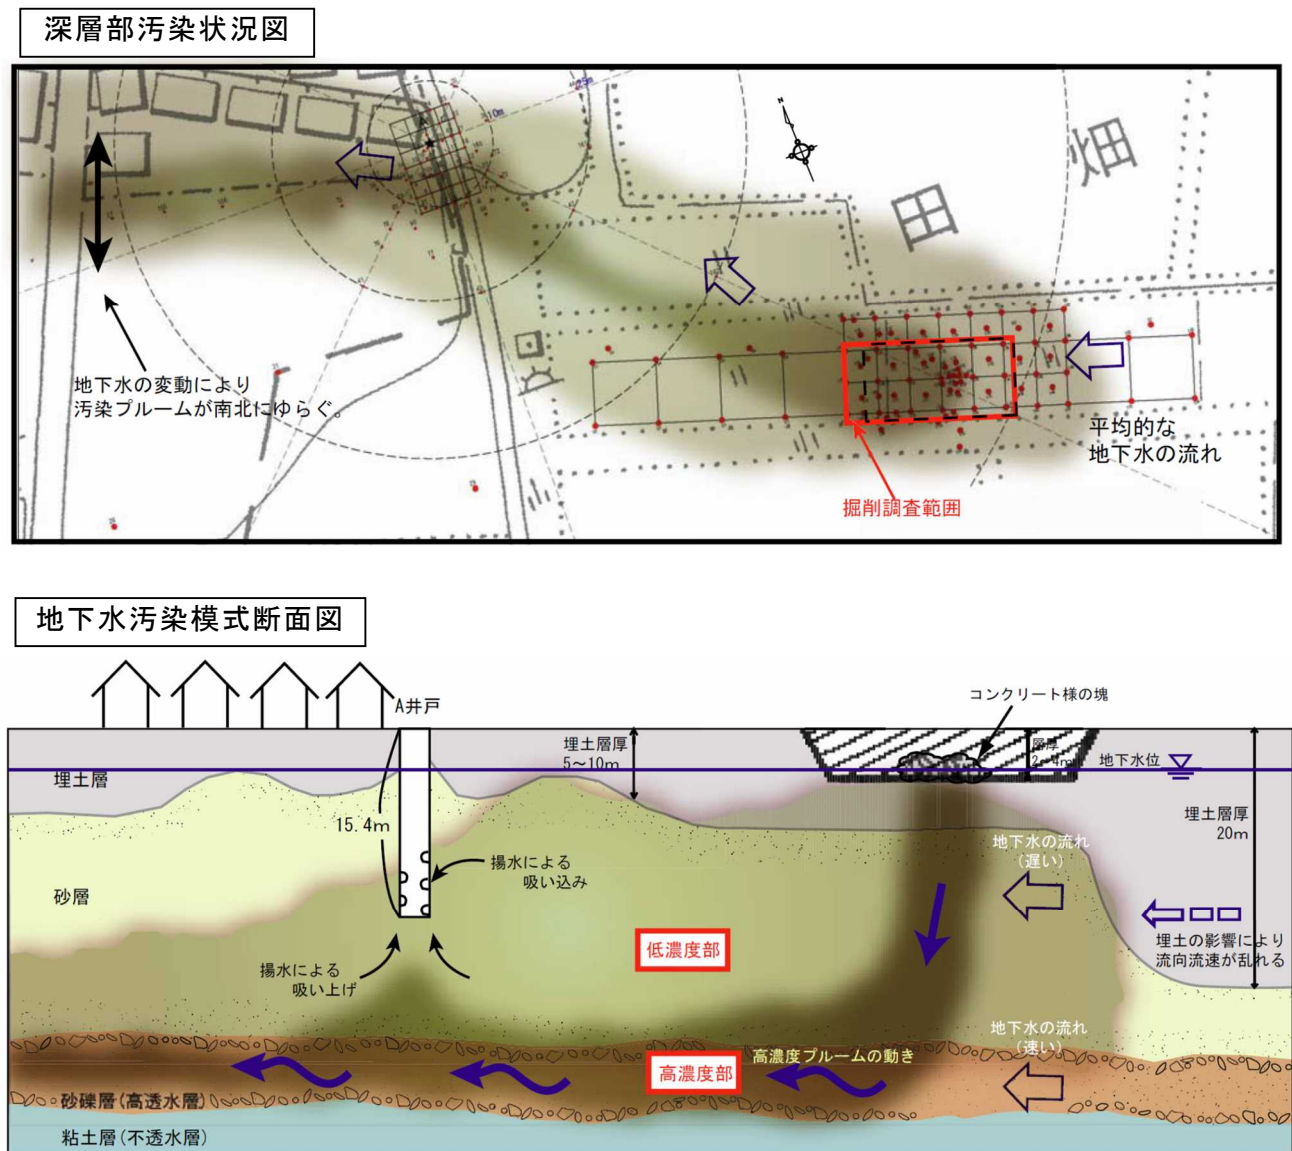 深層部汚染状況図
25m
10m
N
田
畑
地下水の変動により
汚染プルームが南北にゆらぐ。
平均的な
地下水の流れ
掘削調査範囲
地下水汚染模式断面図
A井戸
コンクリート様の塊
埋土層厚
5～10m
層厚
2～4m
地下水位
埋土層
埋土層厚
20m
15.4m
地下水の流れ
(遅い)
揚水による
吸い込み
砂層
低濃度部
埋土の影響により
流向流速が乱れる
揚水による
吸い上げ
地下水の流れ
(速い)
高濃度プルームの動き
高濃度部
砂礫層(高透水層)
粘土層(不透水層)